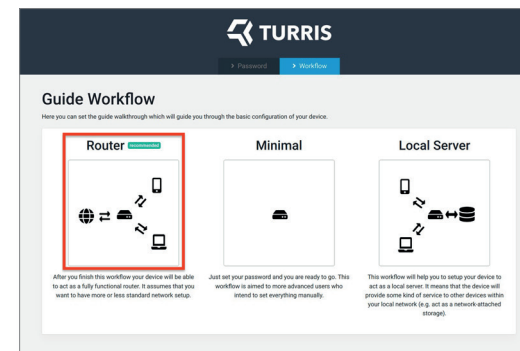 TURRIS
> Password
> Workflow
Guide Workflow
Here you can set the guide walkthrough which will guide you through the basic configuration of your device.
Router recommended
Minimal
Local Server
After you finish this workflow your device will be able
to act as a fully functional router. It assumes that you
want to have more or less standard network setup.
Just set your password and you are ready to go. This
workflow is aimed to more advanced users who
intend to set everything manually.
This workflow will help you to setup your device to
act as a local server. It means that the device will
provide some kind of service to other devices within
your local network (e.g. act as a network-attached
storage).